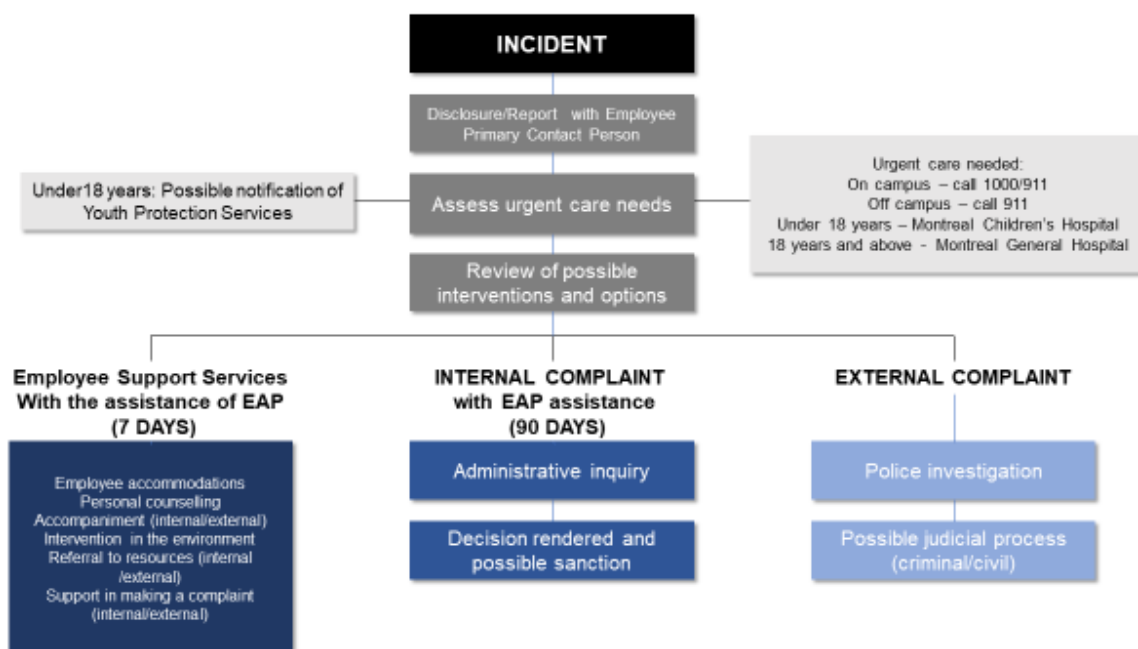 INCIDENT
Disclosure/Report with Employee
Primary Contact Person
Under18 years: Possible notification of
Youth Protection Services
Assess urgent care needs
Urgent care needed:
On campus – call 1000/911
Off campus – call 911
Under 18 years – Montreal Children's Hospital
18 years and above - Montreal General Hospital
Review of possible
interventions and options
Employee Support Services
With the assistance of EAP
(7 DAYS)
Employee accommodations
Personal counselling
Accompaniment (internal/external)
Intervention in the environment
Referral to resources (internal
/external)
Support in making a complaint
(internal/external)
INTERNAL COMPLAINT
with EAP assistance
(90 DAYS)
Administrative inquiry
Decision rendered and
possible sanction
EXTERNAL COMPLAINT
Police investigation
Possible judicial process
(criminal/civil)